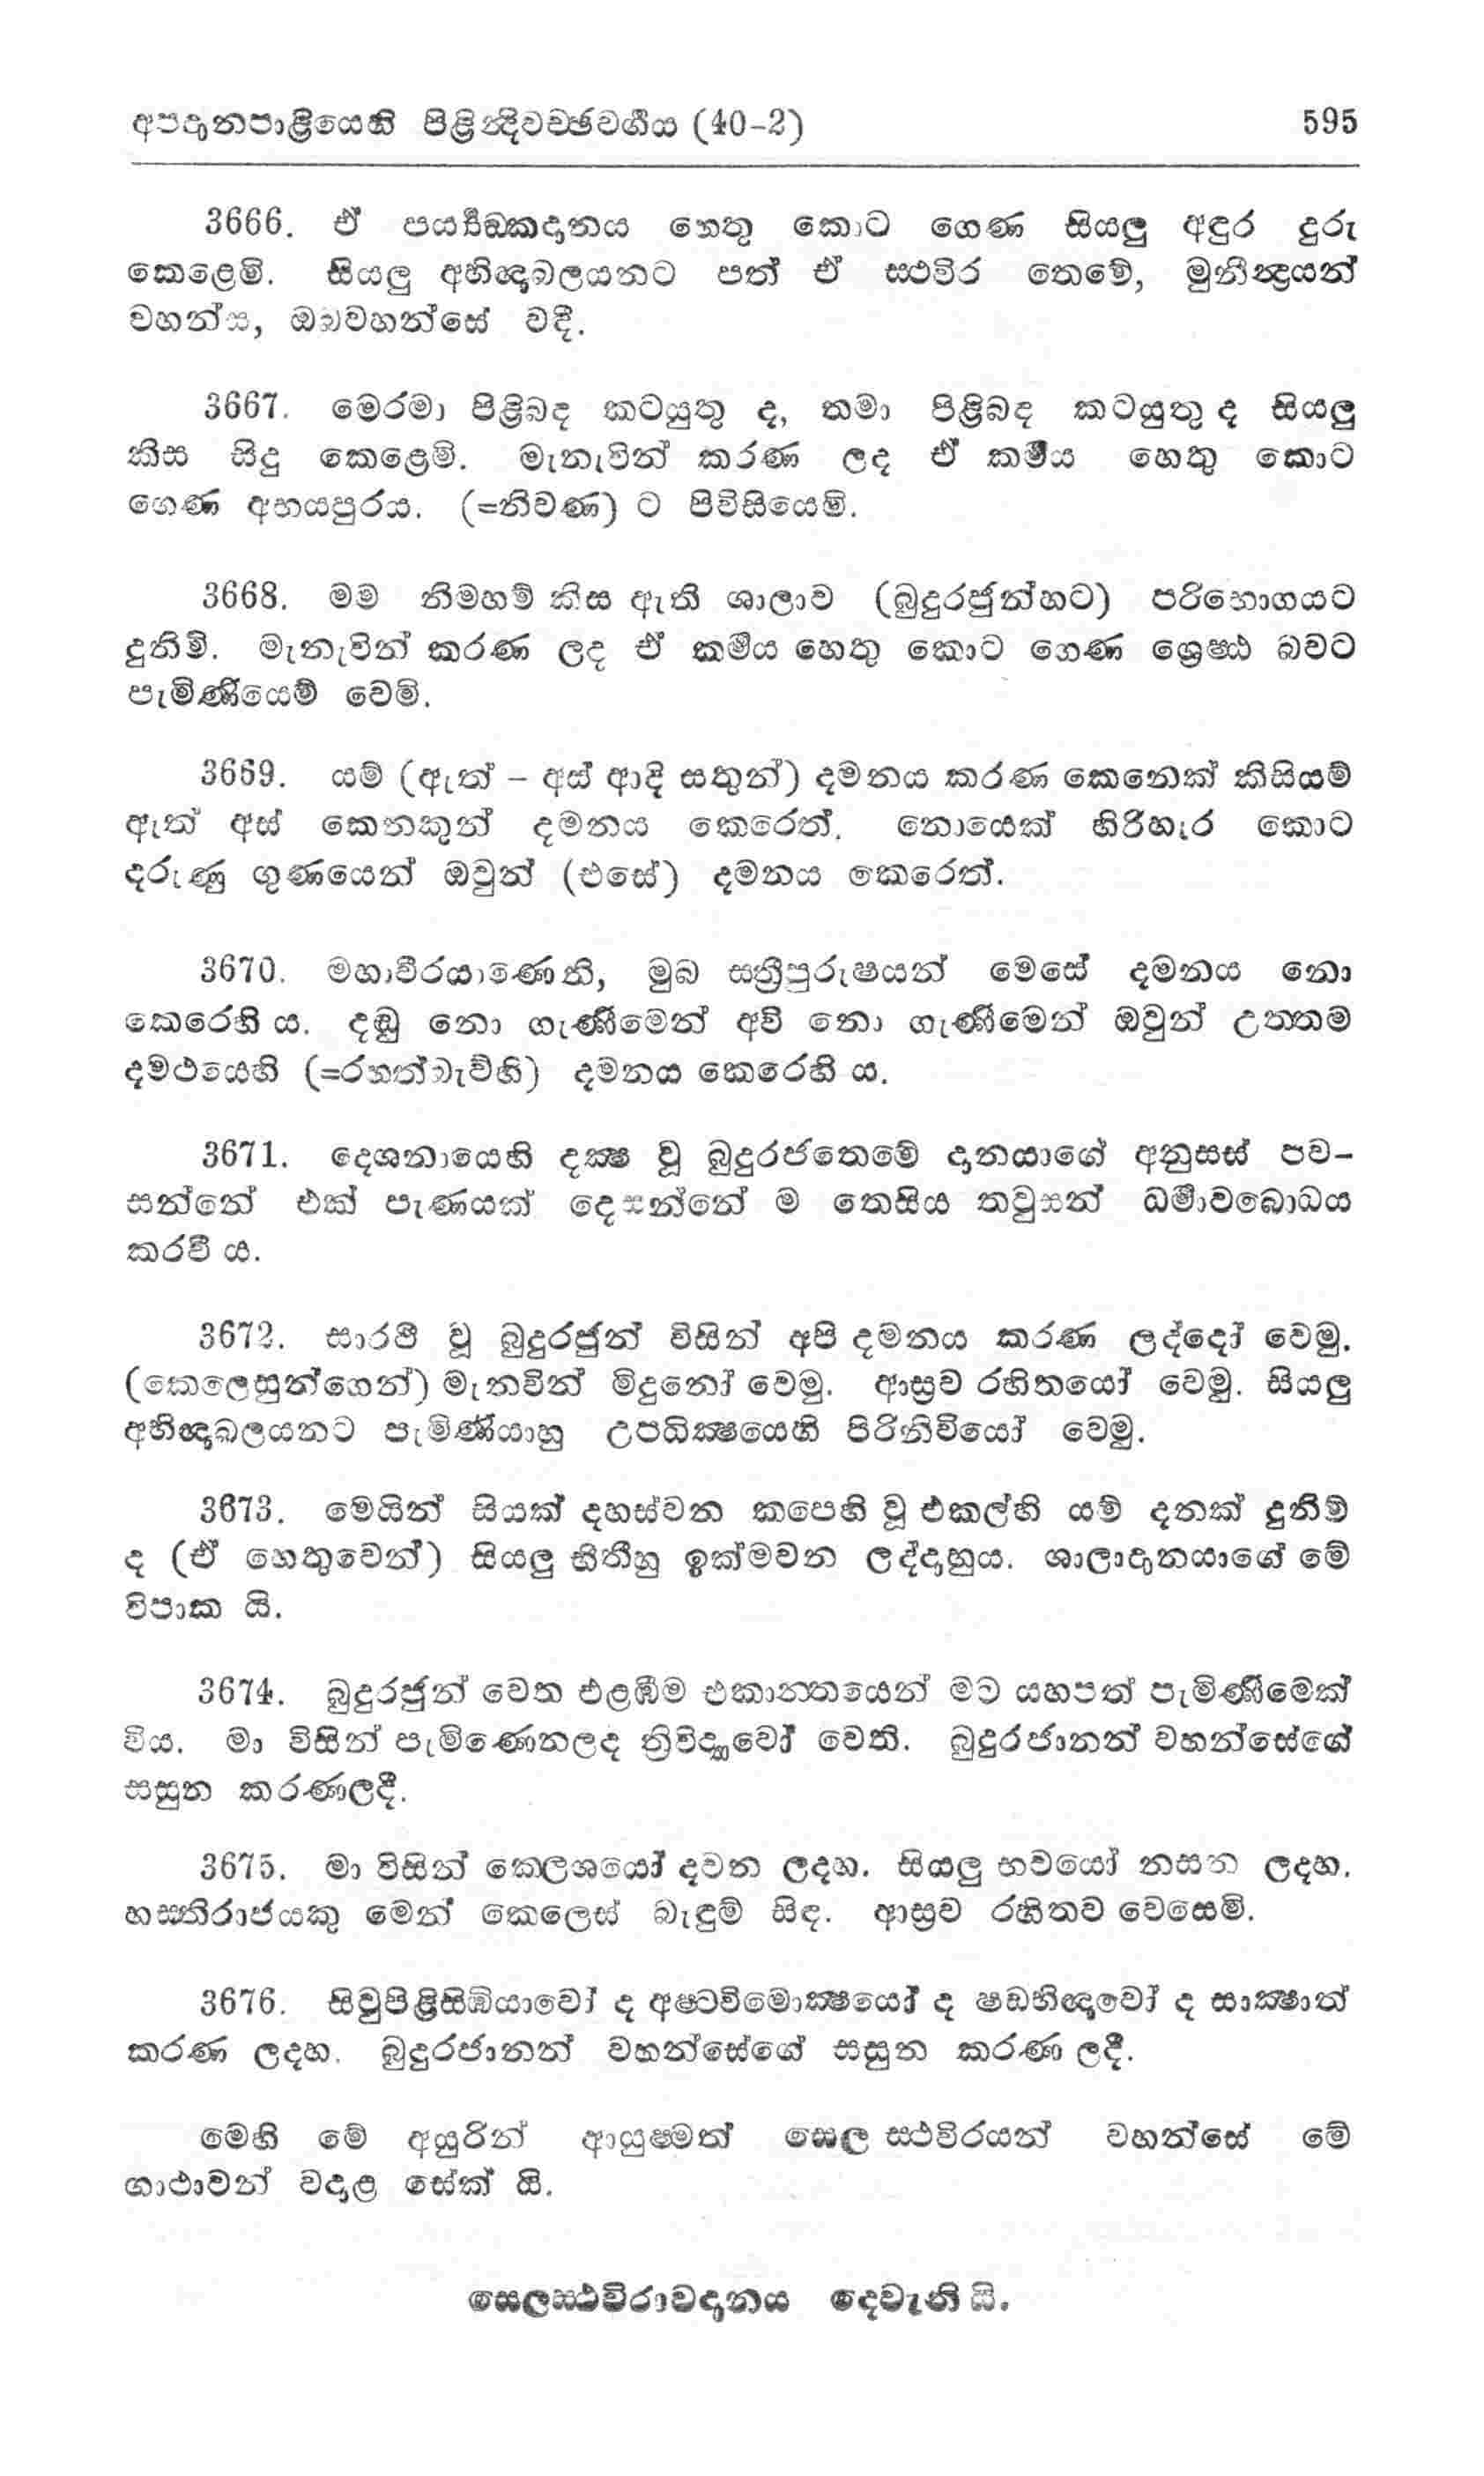 අපදානපාළියෙහි පිළින්දිවච්ඡවර්ගය (40-2) 595
3666. ඒ පර්‍ය්‍යඞ්කදානය හෙතු කොට ගෙණ සියලු අඳුර දුරු
කෙළෙමි. සියලු අභිඥාබලයනට පත් ඒ ස්ථවිර තෙමේ, මුනීන්ද්‍රයන්
වහන්ස, ඔබවහන්සේ වදී.
3667. මෙරමා පිළිබද කටයුතු ද, තමා පිළිබද කටයුතු ද සියලු
කිස සිදු කෙළෙමි. මැනැවින් කරණ ලද ඒ කර්මය හෙතු කොට
ගෙණ අභයපුරය. (=නිවණ) ට පිවිසියෙමි.
3668. මම නිමහම් කිස ඇති ශාලාව (බුදුරජුන්හට) පරිභොගයට
දුනිමි. මැනැවින් කරණ ලද ඒ කර්මය හෙතු කොට ගෙණ ශ්‍රෙෂ්ඨ බවට
පැමිණියෙම් වෙමි.
3669. යම් (ඇත් - අස් ආදි සතුන්) දමනය කරණ කෙනෙක් කිසියම්
ඇත් අස් කෙනකුන් දමනය කෙරෙත්. නොයෙක් හිරිහැර කොට
දරුණු ගුණයෙන් ඔවුන් (එසේ) දමනය කෙරෙත්.
3670. මහාවීරයාණෙනි, මුබ ස්ත්‍රීපුරුෂයන් මෙසේ දමනය නො
කෙරෙහි ය. දඬු නො ගැණීමෙන් අවි නො ගැණීමෙන් ඔවුන් උත්තම
දමථයෙහි (=රහත්බැව්හි) දමනය කෙරෙහි ය.
3671. දෙශනායෙහි දක්ෂ වූ බුදුරජතෙමේ දානයාගේ අනුසස් පව-
සන්නේ එක් පැණයක් දෙසන්නේ ම තෙසිය තවුසන් ධර්මාවබොධය
කරවී ය.
3672. සාරථී වූ බුදුරජුන් විසින් අපි දමනය කරණ ලද්දෝ වෙමු.
(කෙලෙසුන්ගෙන්) මැනවින් මිදුනෝ වෙමු. ආස්‍රව රහිතයෝ වෙමු. සියලු
අභිඥාබලයනට පැමිණියාහු උපධික්ෂයෙහි පිරිනිවියෝ වෙමු.
3673. මෙයින් සියක් දහස්වන කපෙහි වූ එකල්හි යම් දනක් දුනිම්
ද (ඒ හෙතුවෙන්) සියලු භීතීහු ඉක්මවන ලද්දාහුය. ශාලාදානයාගේ මේ
විපාක යි.
3674. බුදුරජුන් වෙත එළඹීම එකාන්තයෙන් මට යහපත් පැමිණීමෙක්
විය. මා විසින් පැමිණෙනලද ත්‍රිවිද්‍යාවෝ වෙති. බුදුරජානන් වහන්සේගේ
සසුන කරණලදී.
3675. මා විසින් කෙලශයෝ දවන ලදහ. සියලු භවයෝ නසන ලදහ.
හස්තිරාජයකු මෙන් කෙලෙස් බැඳුම් සිඳ. ආස්‍රව රහිතව වෙසෙමි.
3676. සිවුපිළිසිඹියාවෝ ද අෂ්ටවිමොක්ෂයෝ ද ෂඩභිඥාවෝ ද සාක්ෂාත්
කරණ ලදහ. බුදුරජානන් වහන්සේගේ සසුන කරණ ලදී.
මෙහි මේ අයුරින් ආයුෂ්මත් සෙල ස්ථවිරයන් වහන්සේ මේ
ගාථාවන් වදාළ සේක් යි.
සෙලස්ථවිරාවදානය දෙවැනි යි.